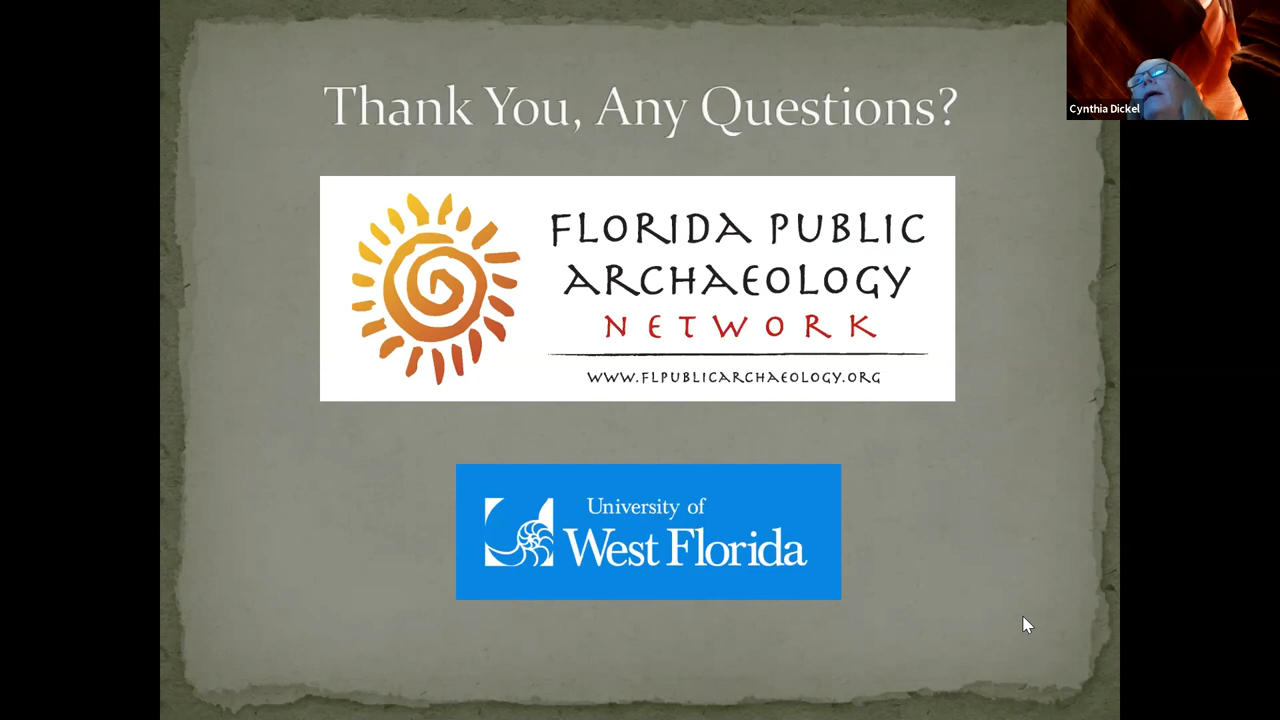 Thank You, Any Questions?
Cynthia Dickel
FLORIDA PUBLIC
ARCHAEOLOGY
NETWORK
WWW.FLPUBLICARCHAEOLOGY.ORG
University of
West Florida